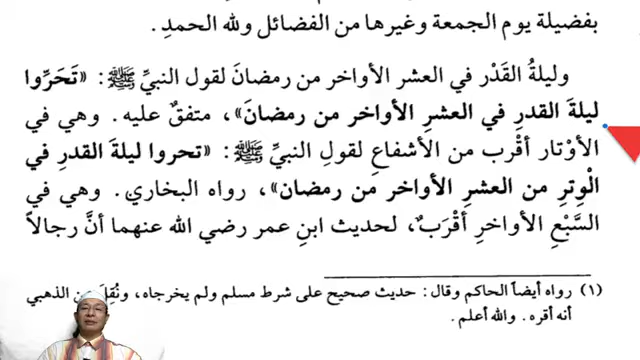 بفضيلة يوم الجمعة وغيرها من الفضائل ولله الحمدِ.
وليلةُ القَدْر في العشر الأواخر من رمضانَ لقول النبيِّ ﷺ: «تَحَرَّوا
ليلةَ القدرِ في العشرِ الأواخر من رمضانَ»، متفقٌ عليه. وهي في
الأوْتار أقْرب من الأشفاعِ لقولِ النبيِّ ﷺ: «تحروا ليلةَ القدرِ في
الْوِترِ من العشرِ الأواخر من رمضان»، رواه البخاري. وهي في
السَّبْعِ الأواخرِ أقْرَبُ، لحديث ابنِ عمر رضي الله عنهما أنَّ رجالاً
(١) رواه أيضاً الحاكم وقال: حديث صحيح على شرط مسلم ولم يخرجاه، ونُقِلَ عن الذهبي
أنه أقره. والله أعلم.